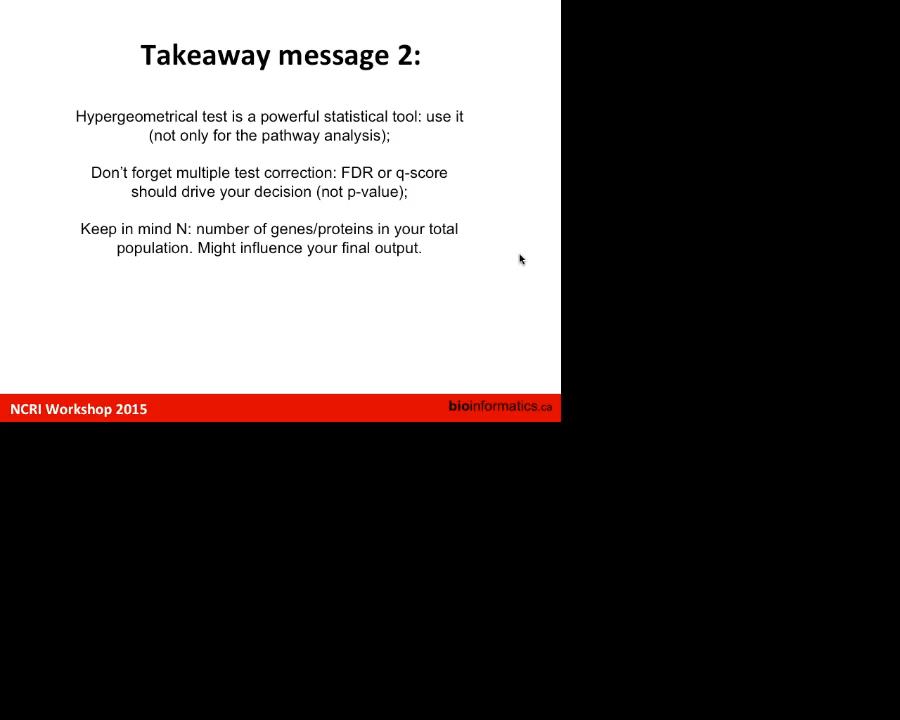 Takeaway message 2:
Hypergeometrical test is a powerful statistical tool: use it
(not only for the pathway analysis);
Don't forget multiple test correction: FDR or q-score
should drive your decision (not p-value);
Keep in mind N: number of genes/proteins in your total
population. Might influence your final output.
NCRI Workshop 2015
bioinformatics.ca